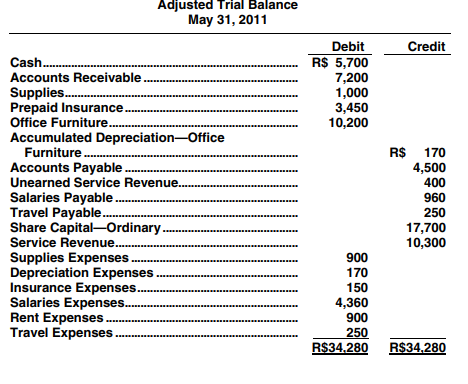 Adjusted Trial Balance
May 31, 2011
Debit Credit
Cash R$ 5,700
Accounts Receivable 7,200
Supplies 1,000
Prepaid Insurance 3,450
Office Furniture 10,200
Accumulated Depreciation—Office
Furniture R$ 170
Accounts Payable 4,500
Unearned Service Revenue 400
Salaries Payable 960
Travel Payable 250
Share Capital—Ordinary 17,700
Service Revenue 10,300
Supplies Expenses 900
Depreciation Expenses 170
Insurance Expenses 150
Salaries Expenses 4,360
Rent Expenses 900
Travel Expenses 250
R$34,280 R$34,280